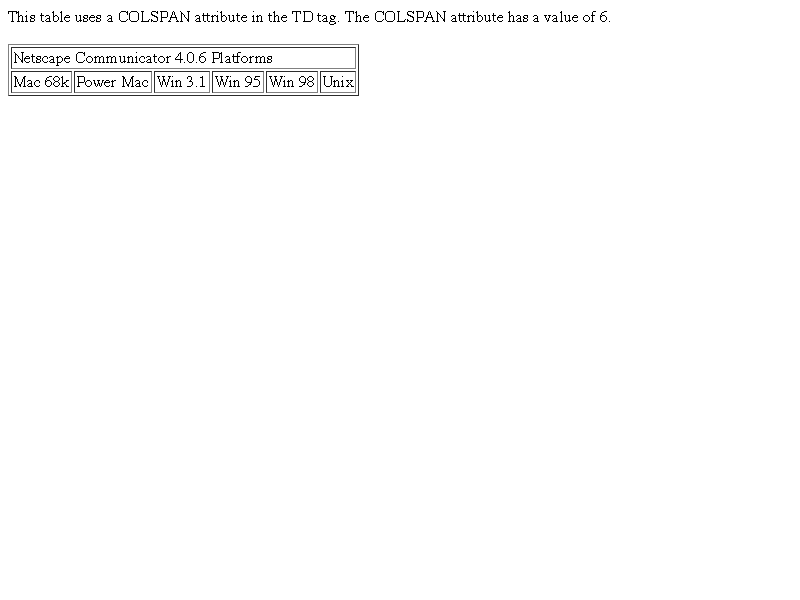 This table uses a COLSPAN attribute in the TD tag. The COLSPAN attribute has a value of 6.
Netscape Communicator 4.0.6 Platforms
Mac 68k Power Mac Win 3.1 Win 95 Win 98 Unix